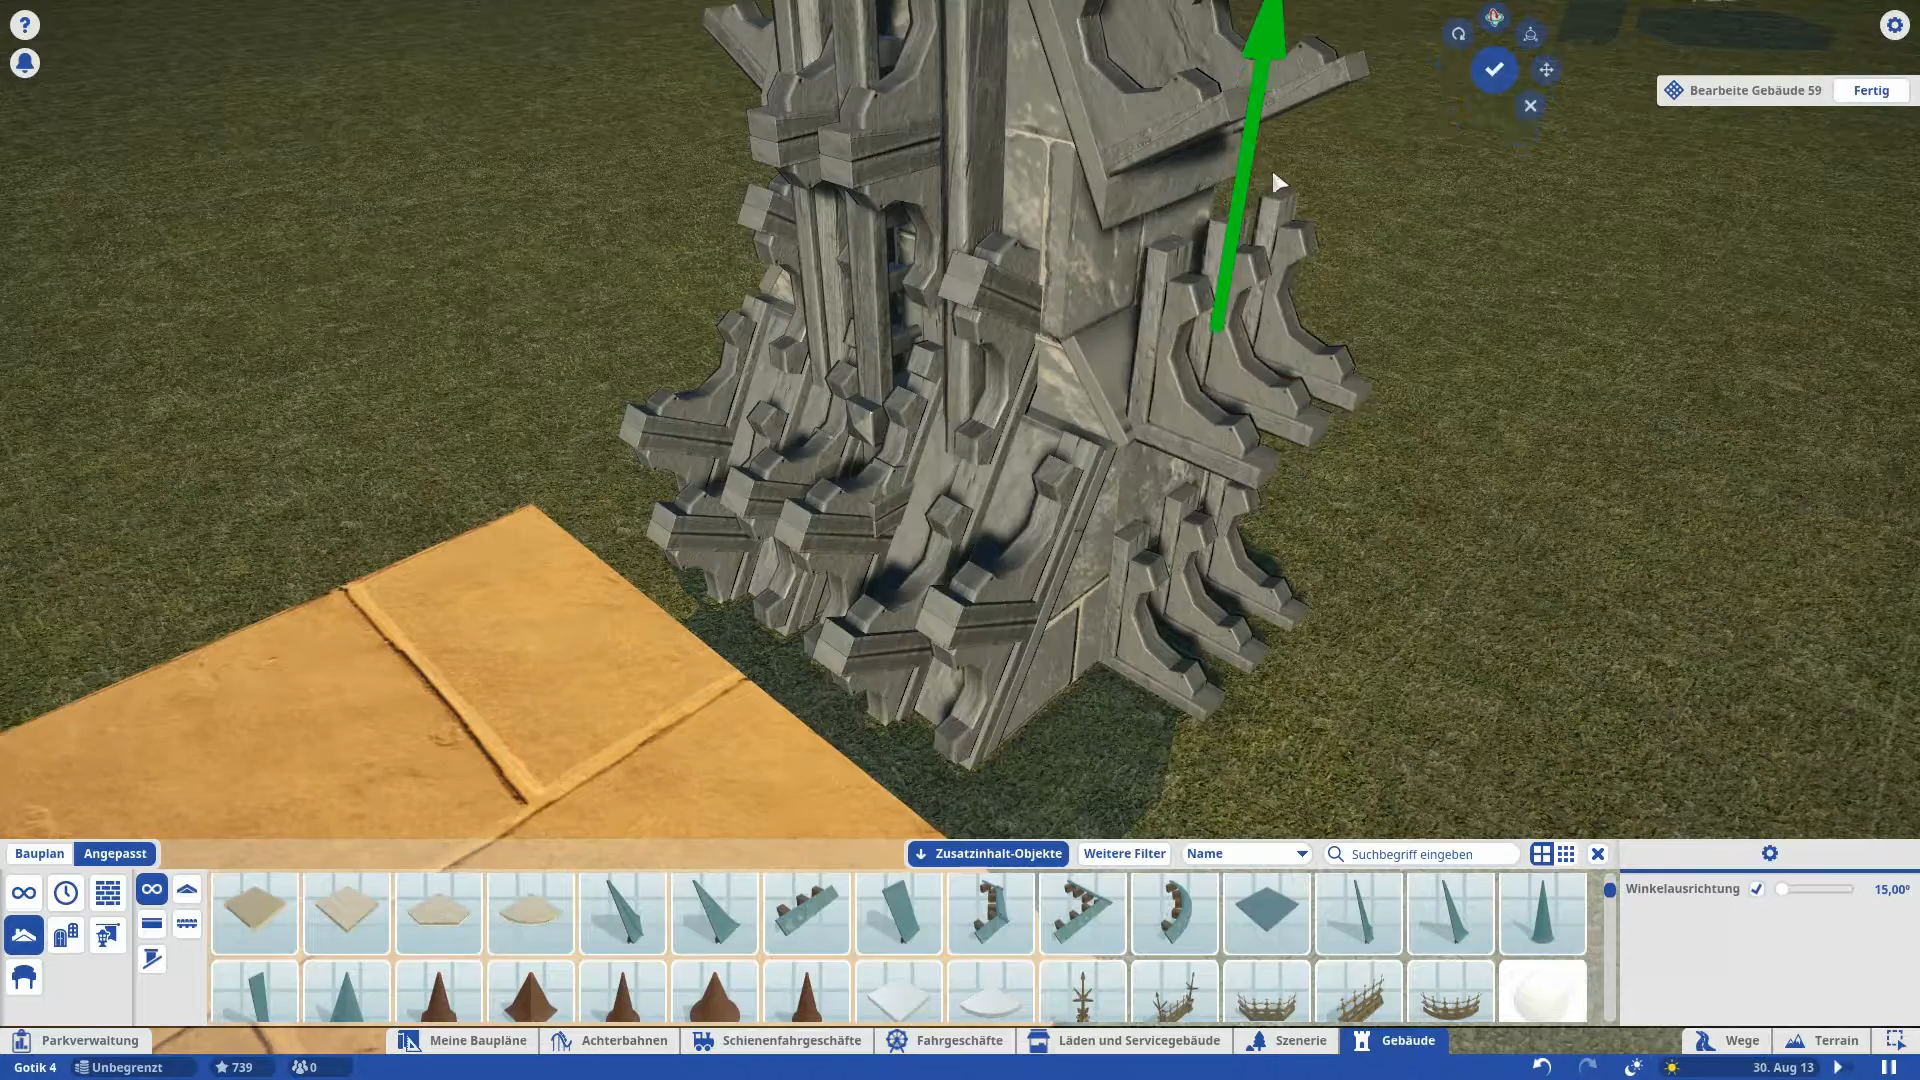 ?
Bearbeite Gebäude 59
Fertig
Bauplan
Angepasst
Zusatzinhalt-Objekte
Weitere Filter
Name
Suchbegriff eingeben
Winkelausrichtung
15,00°
Parkverwaltung
Meine Baupläne
Achterbahnen
Schienenfahrgeschäfte
Fahrgeschäfte
Läden und Servicegebäude
Szenerie
Gebäude
Wege
Terrain
Gotik 4
Unbegrenzt
739
0
30. Aug 13